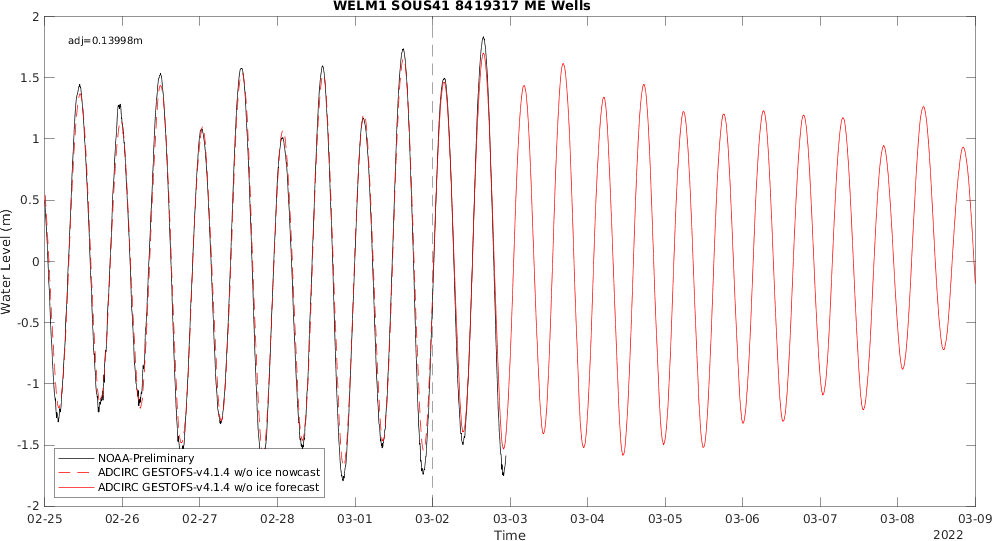 WELM1 SOUS41 8419317 ME Wells
adj=0.13998m
2
1.5
1
0.5
0
-0.5
-1
-1.5
-2
Water Level (m)
NOAA-Preliminary
ADCIRC GESTOFS-v4.1.4 w/o ice nowcast
ADCIRC GESTOFS-v4.1.4 w/o ice forecast
02-25 02-26 02-27 02-28 03-01 03-02 03-03 03-04 03-05 03-06 03-07 03-08 03-09
Time
2022